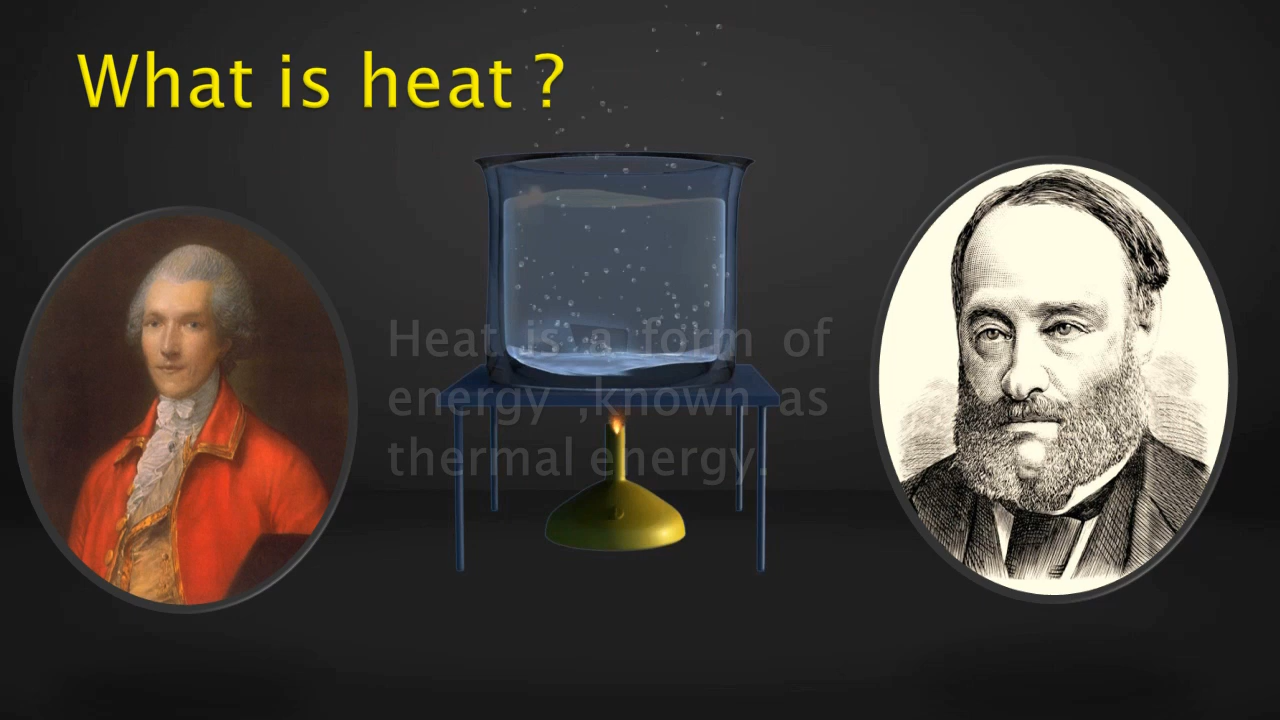 What is heat ?
Heat is a form of
energy ,known as
thermal energy.